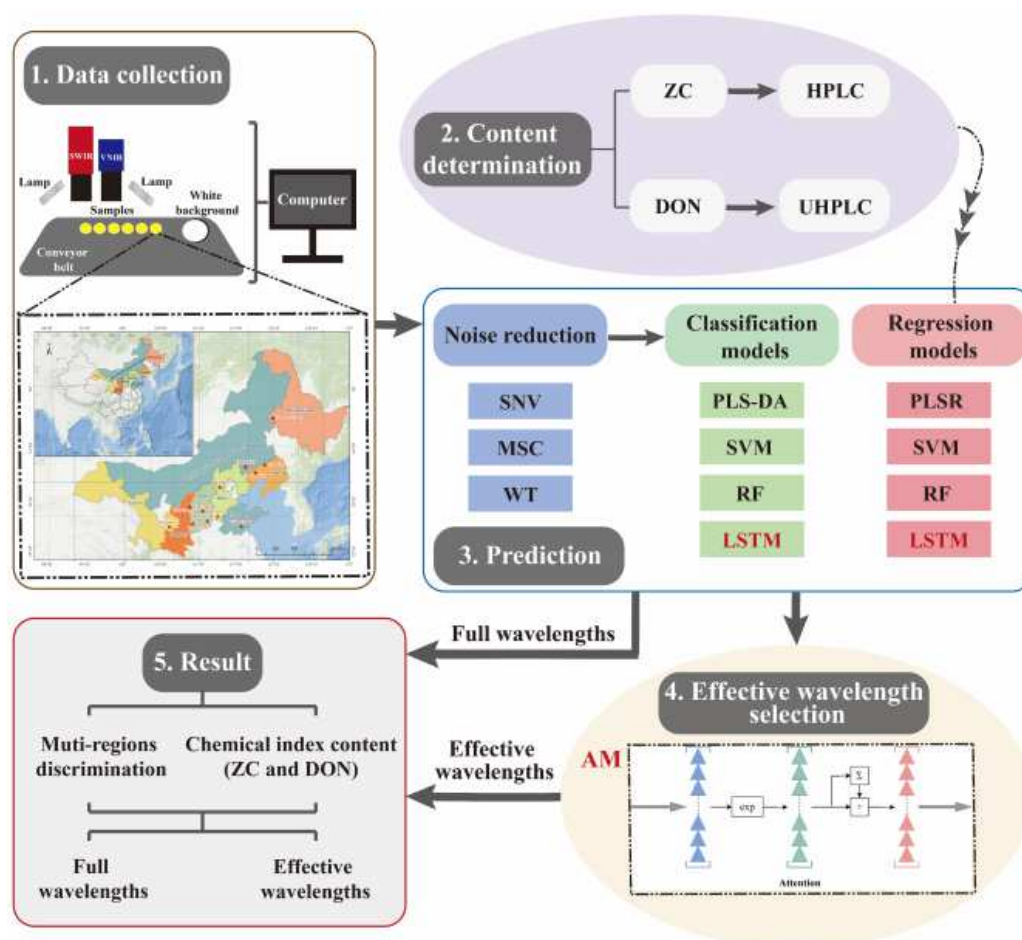 1. Data collection
SWIR
VNIR
Lamp
Lamp
Samples
White
background
Conveyor
belt
Computer
2. Content
determination
ZC
HPLC
DON
UHPLC
Noise reduction
SNV
MSC
WT
Classification
models
PLS-DA
SVM
RF
LSTM
Regression
models
PLSR
SVM
RF
LSTM
3. Prediction
Full wavelengths
4. Effective wavelength
selection
AM
exp
Σ
Attention
Effective
wavelengths
5. Result
Muti-regions
discrimination
Chemical index content
(ZC and DON)
Full
wavelengths
Effective
wavelengths